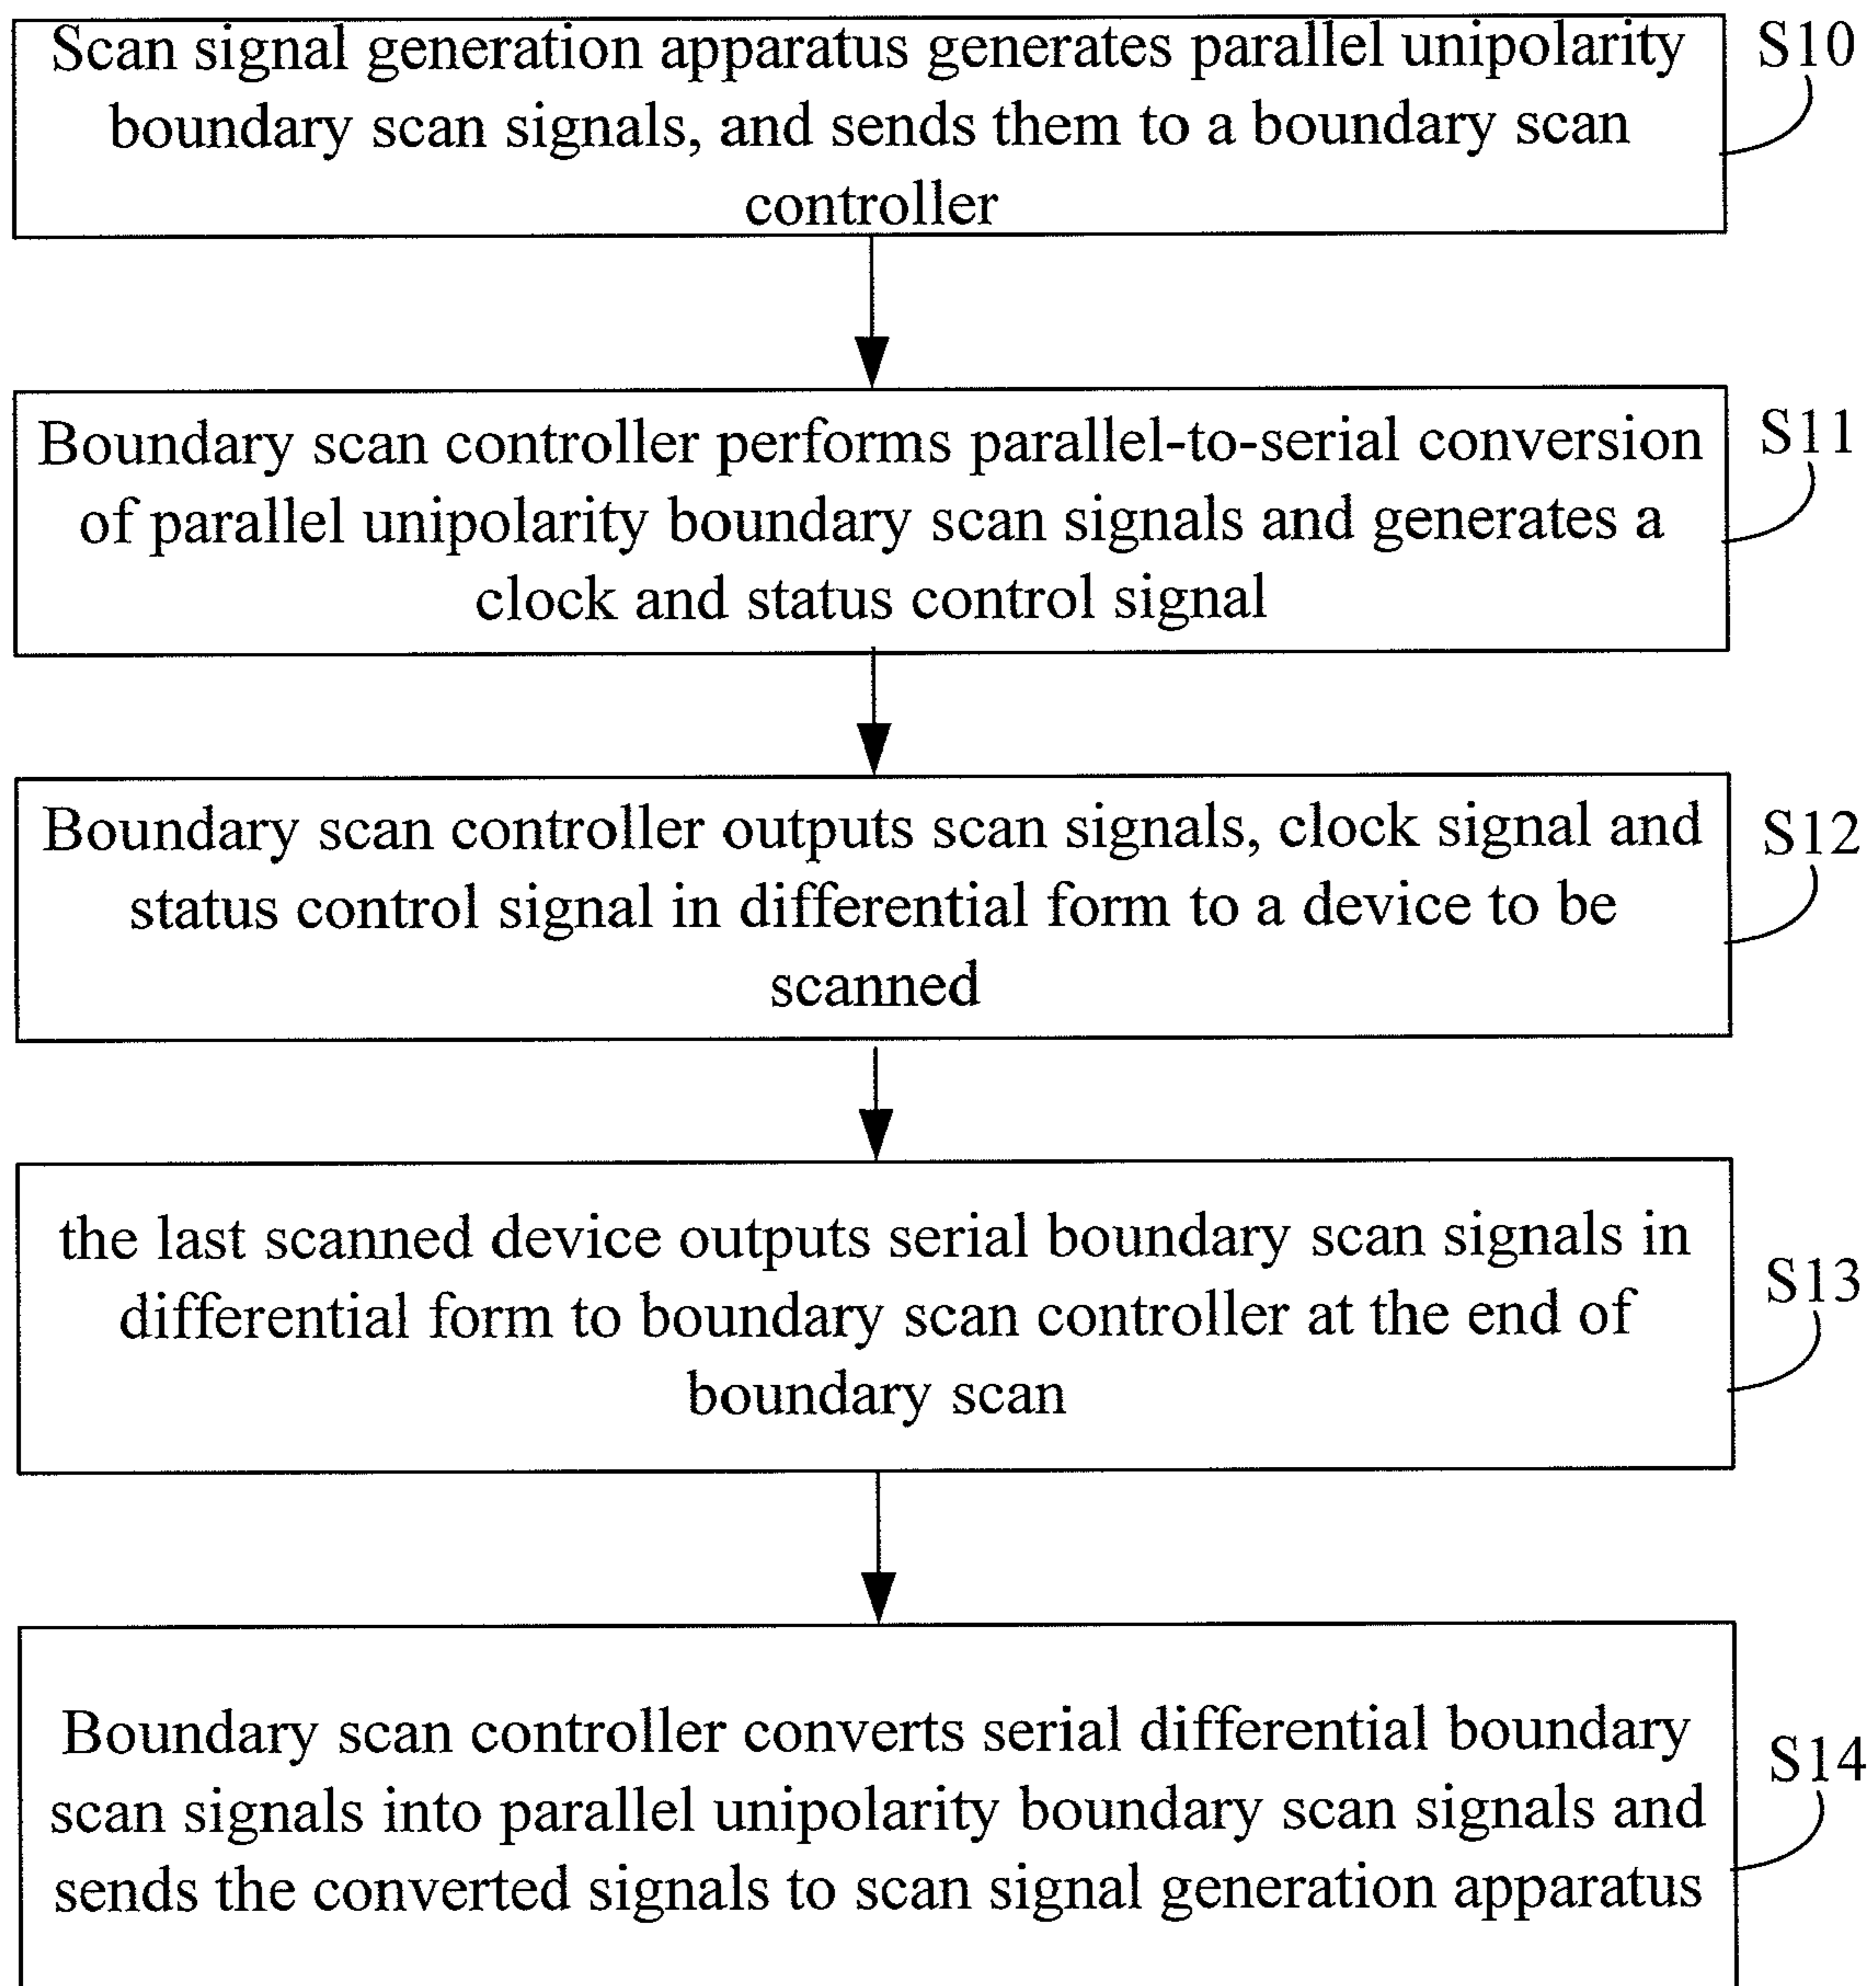 Scan signal generation apparatus generates parallel unipolarity
boundary scan signals, and sends them to a boundary scan
controller
S10
Boundary scan controller performs parallel-to-serial conversion
of parallel unipolarity boundary scan signals and generates a
clock and status control signal
S11
Boundary scan controller outputs scan signals, clock signal and
status control signal in differential form to a device to be
scanned
S12
the last scanned device outputs serial boundary scan signals in
differential form to boundary scan controller at the end of
boundary scan
S13
Boundary scan controller converts serial differential boundary
scan signals into parallel unipolarity boundary scan signals and
sends the converted signals to scan signal generation apparatus
S14